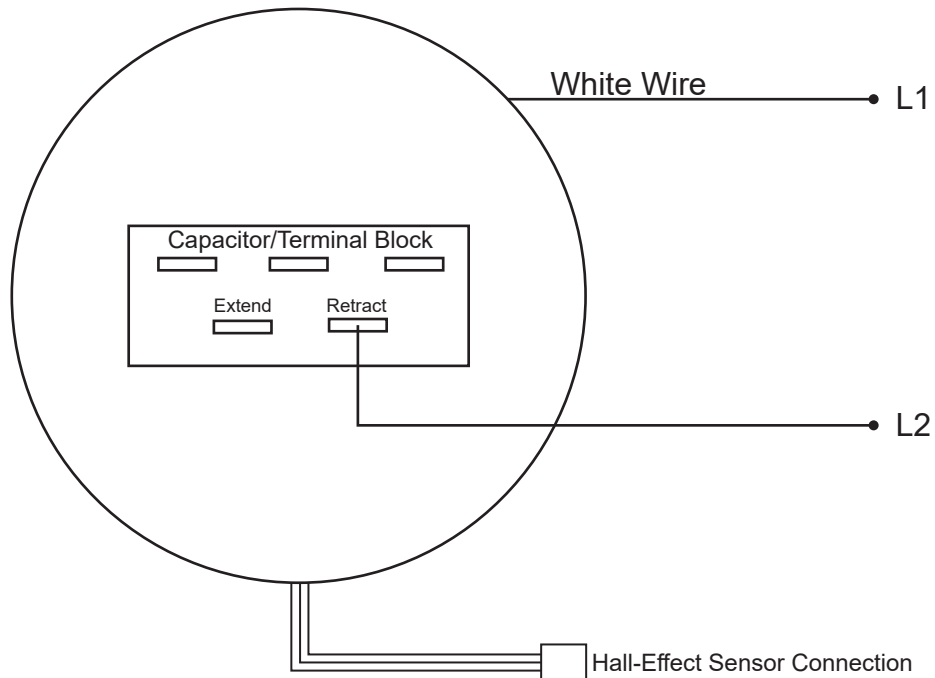 White Wire
L1
Capacitor/Terminal Block
Extend
Retract
L2
Hall-Effect Sensor Connection